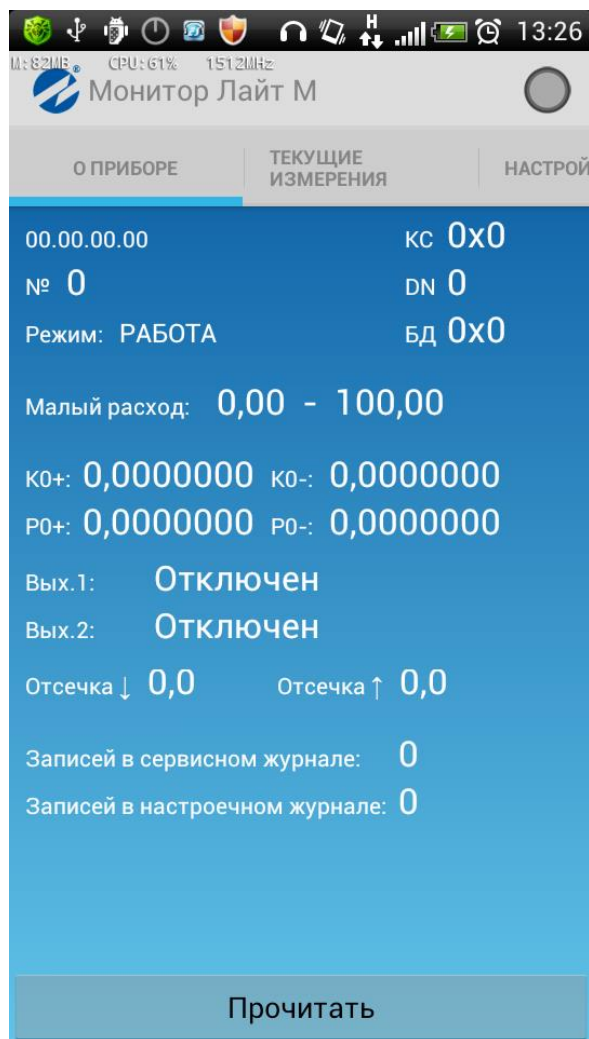 H 13:26
M:82MB CPU:61% 1512MHz
Монитор Лайт М
О ПРИБОРЕ ТЕКУЩИЕ ИЗМЕРЕНИЯ НАСТРОЙ
00.00.00.00 КС 0x0
№ 0 DN 0
Режим: РАБОТА БД 0x0
Малый расход: 0,00 - 100,00
К0+: 0,0000000 К0-: 0,0000000
Р0+: 0,0000000 Р0-: 0,0000000
Вых.1: Отключен
Вых.2: Отключен
Отсечка↓ 0,0 Отсечка↑ 0,0
Записей в сервисном журнале: 0
Записей в настроечном журнале: 0
Прочитать